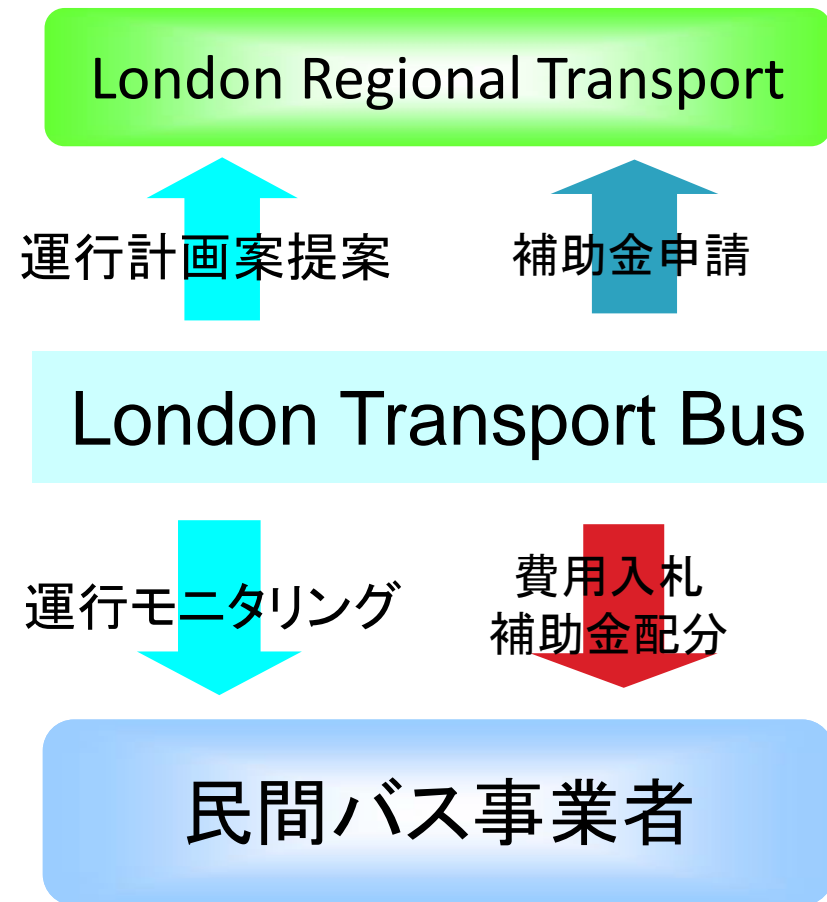 London Regional Transport
運行計画案提案
補助金申請
London Transport Bus
運行モニタリング
費用入札
補助金配分
民間バス事業者